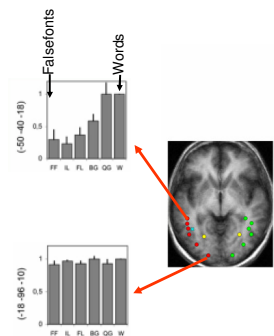 Falsefonts
Words
(-50 -40 -18)
1
0,5
0
FF IL FL BG QG W
(-18 -96 -10)
1
0,5
0
FF IL FL BG QG W